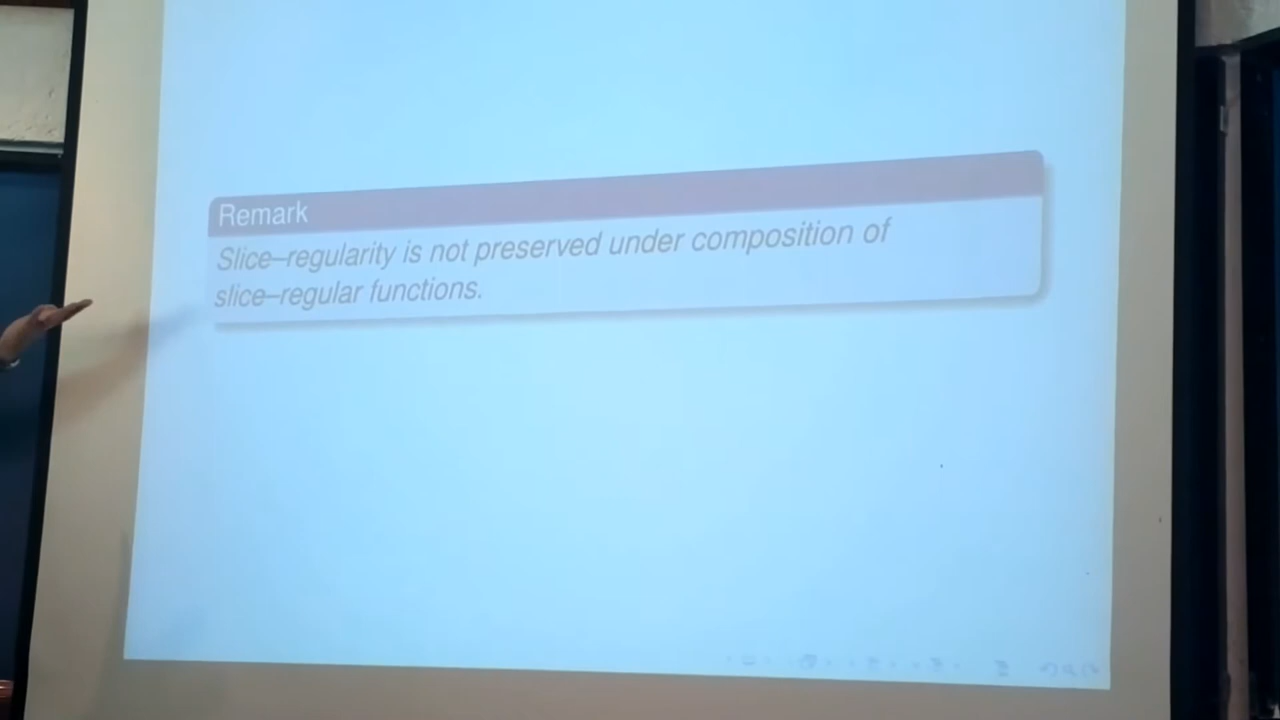 Remark
Slice–regularity is not preserved under composition of
slice–regular functions.